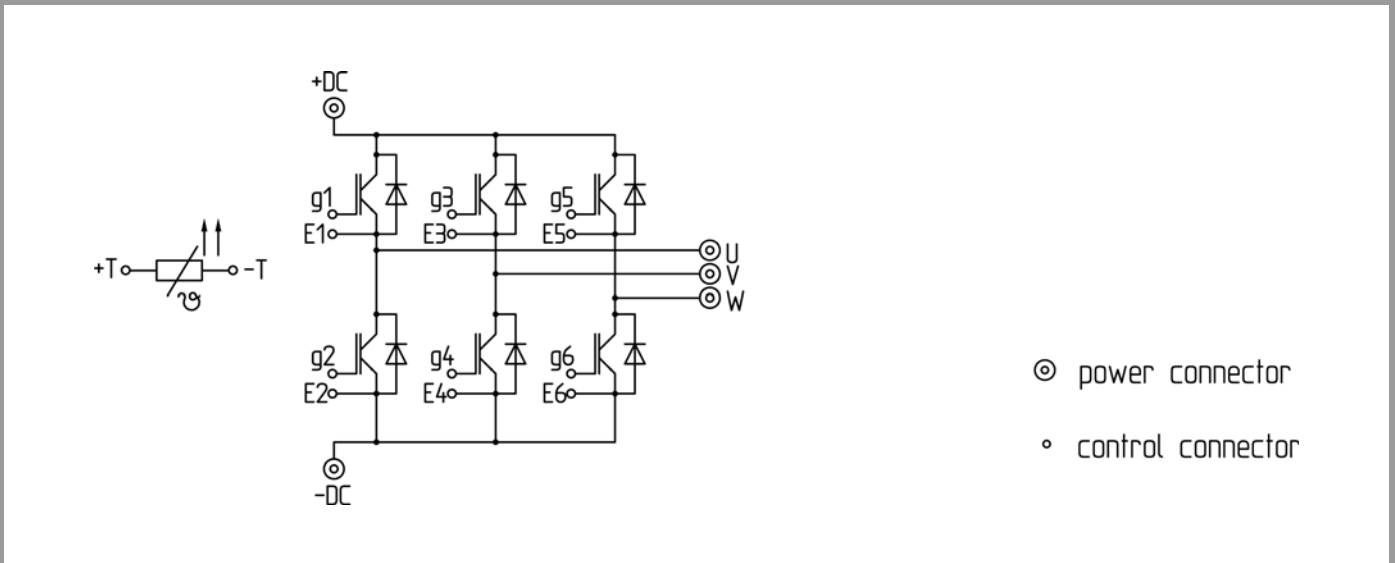 +DC
g1
g3
g5
E1
E3
E5
U
+T
-T
V
ϑ
W
g2
g4
g6
power connector
E2
E4
E6
control connector
-DC